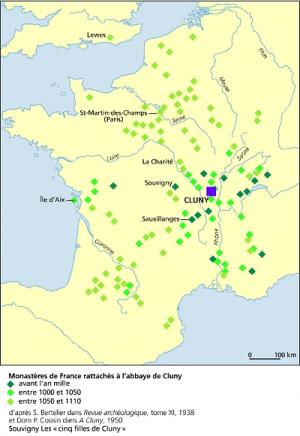 Lewes
Rhin
Meuse
St-Martin-des-Champs
(Paris)
Seine
Loire
La Charité
Saône
Souvigny
CLUNY
Île d'Aix
Sauxillanges
Rhône
Garonne
0 100 km
Monastères de France rattachés à l'abbaye de Cluny
avant l'an mille
entre 1000 et 1050
entre 1050 et 1110
d'après S. Bertelier dans Revue archéologique, tome XI, 1938
et Dom P. Cousin dans A Cluny, 1950
Souvigny Les « cinq filles de Cluny »